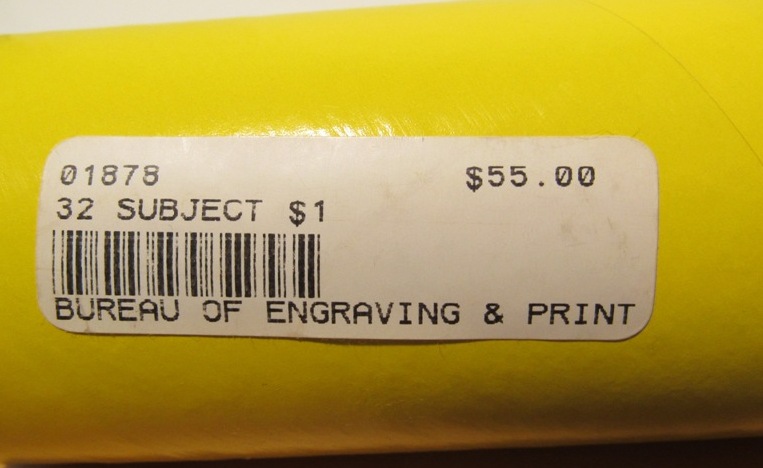 01878 $55.00
32 SUBJECT $1
BUREAU OF ENGRAVING & PRINT